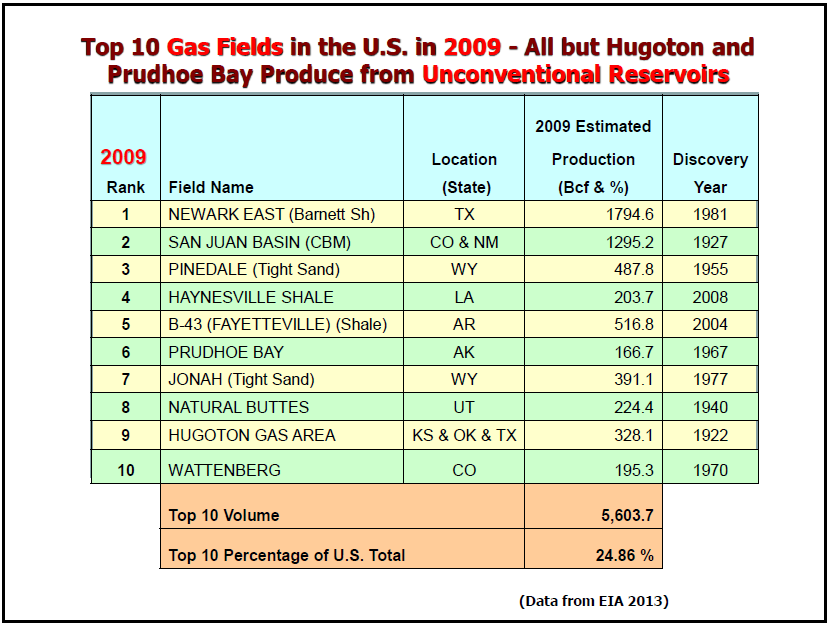 Top 10 Gas Fields in the U.S. in 2009 - All but Hugoton and
Prudhoe Bay Produce from Unconventional Reservoirs
2009 Rank Field Name Location (State) 2009 Estimated Production (Bcf & %) Discovery Year
1 NEWARK EAST (Barnett Sh) TX 1794.6 1981
2 SAN JUAN BASIN (CBM) CO & NM 1295.2 1927
3 PINEDALE (Tight Sand) WY 487.8 1955
4 HAYNESVILLE SHALE LA 203.7 2008
5 B-43 (FAYETTEVILLE) (Shale) AR 516.8 2004
6 PRUDHOE BAY AK 166.7 1967
7 JONAH (Tight Sand) WY 391.1 1977
8 NATURAL BUTTES UT 224.4 1940
9 HUGOTON GAS AREA KS & OK & TX 328.1 1922
10 WATTENBERG CO 195.3 1970
Top 10 Volume 5,603.7
Top 10 Percentage of U.S. Total 24.86 %
(Data from EIA 2013)